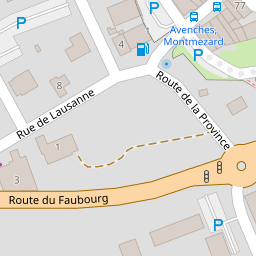 P
77
4
Avenches,
Montmezard
P
8
Rue de Lausanne
Route de la Province
1
3
Route du Faubourg
P
P